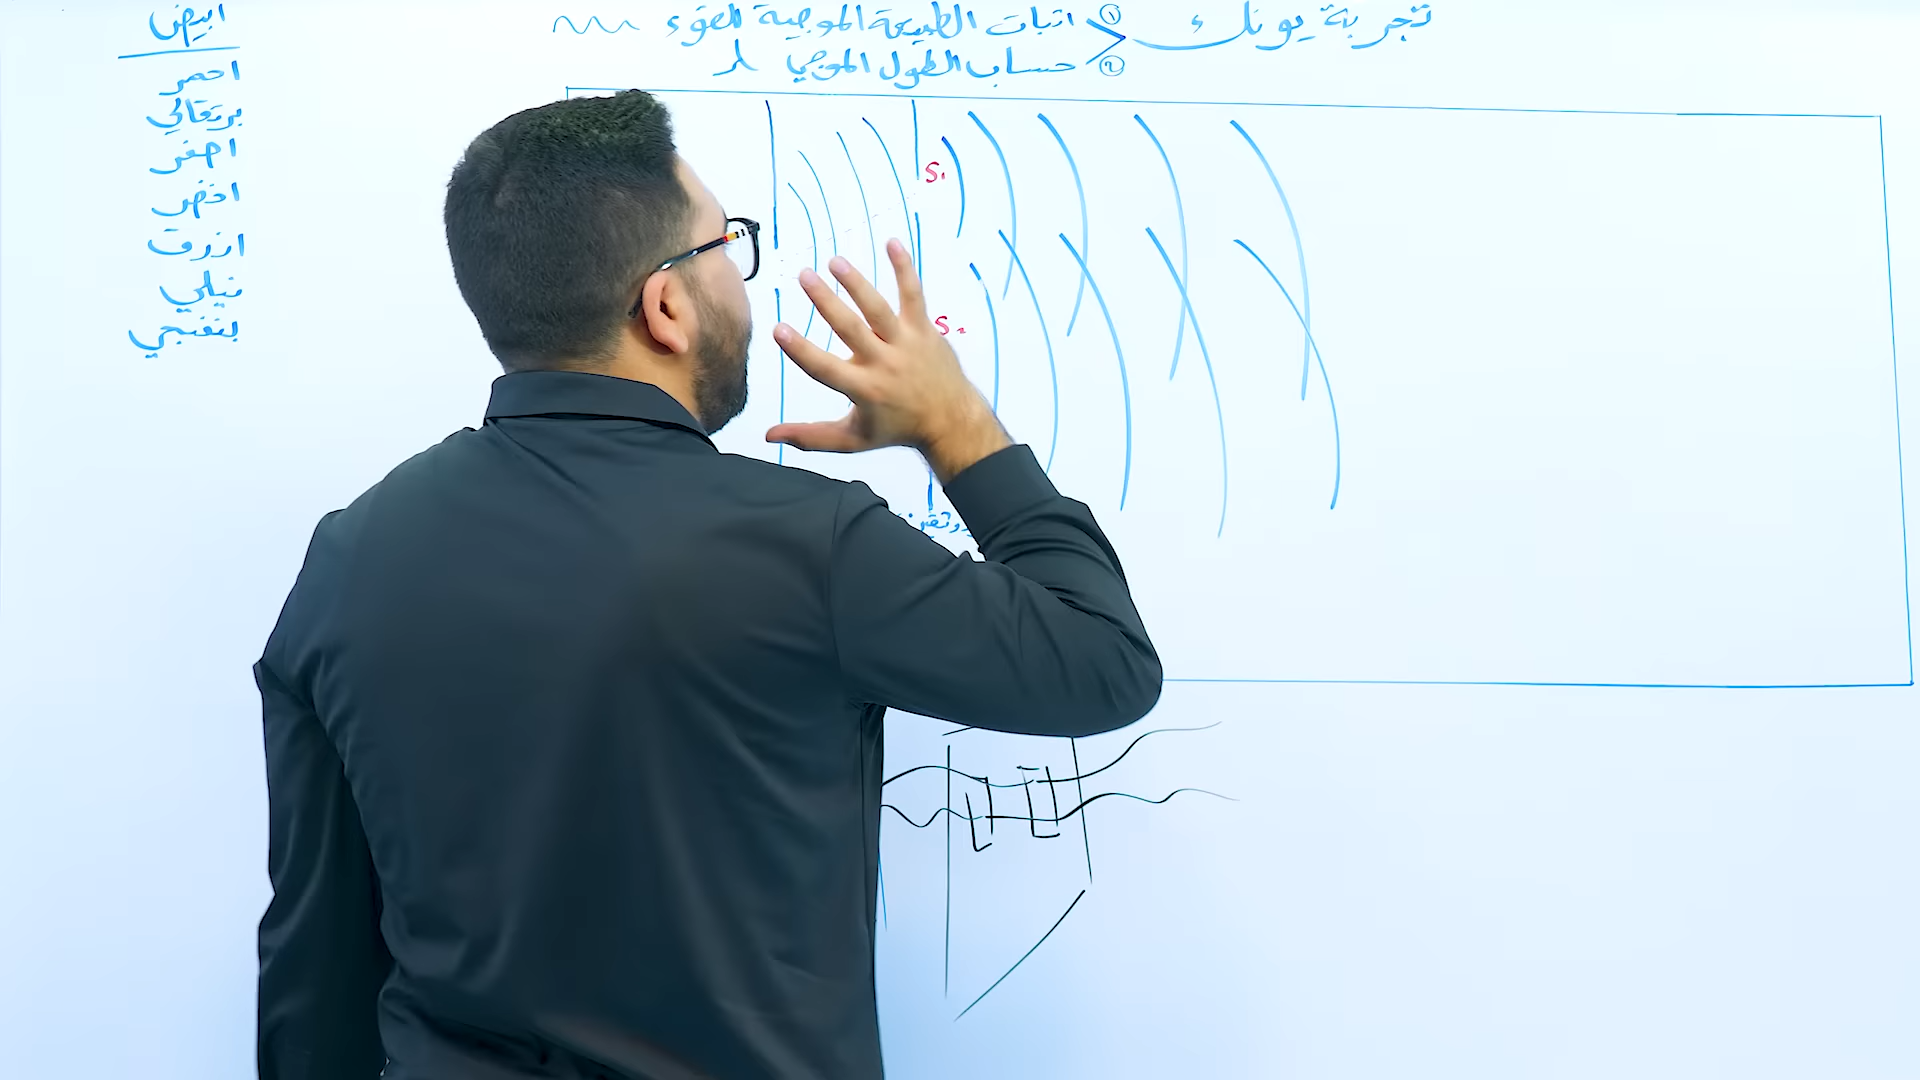 تجربة يونك
① اثبات الطبيعة الموجية للضوء
② حساب الطول الموجي λ
ابيض
احمر
برتقالي
اصفر
اخضر
ازرق
نيلي
بنفسجي
S₁
S₂